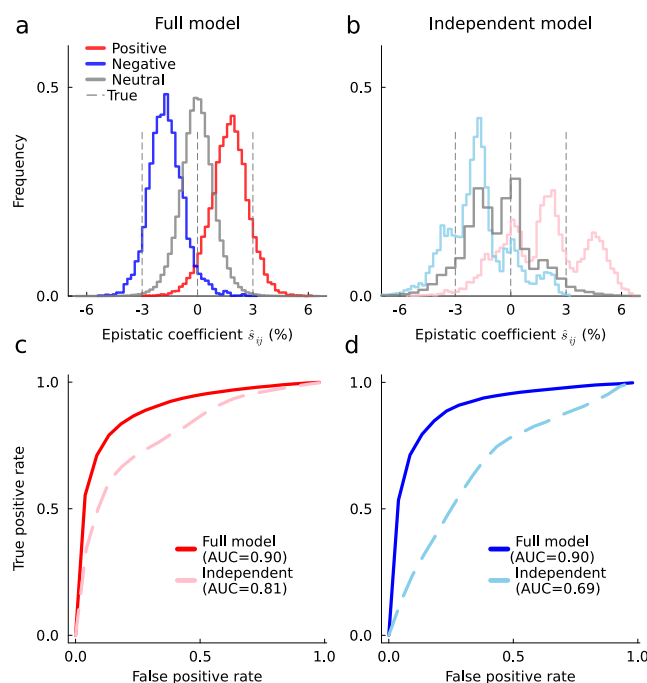 a Full model
b Independent model
Positive
Negative
Neutral
True
0.5
0.0
Frequency
-6 -3 0 3 6
Epistatic coefficient ŝij (%)
0.5
0.0
-6 -3 0 3 6
Epistatic coefficient ŝij (%)
c
d
1.0
0.5
0.0
True positive rate
Full model
(AUC=0.90)
Independent
(AUC=0.81)
0.0 0.5 1.0
False positive rate
1.0
0.5
0.0
Full model
(AUC=0.90)
Independent
(AUC=0.69)
0.0 0.5 1.0
False positive rate